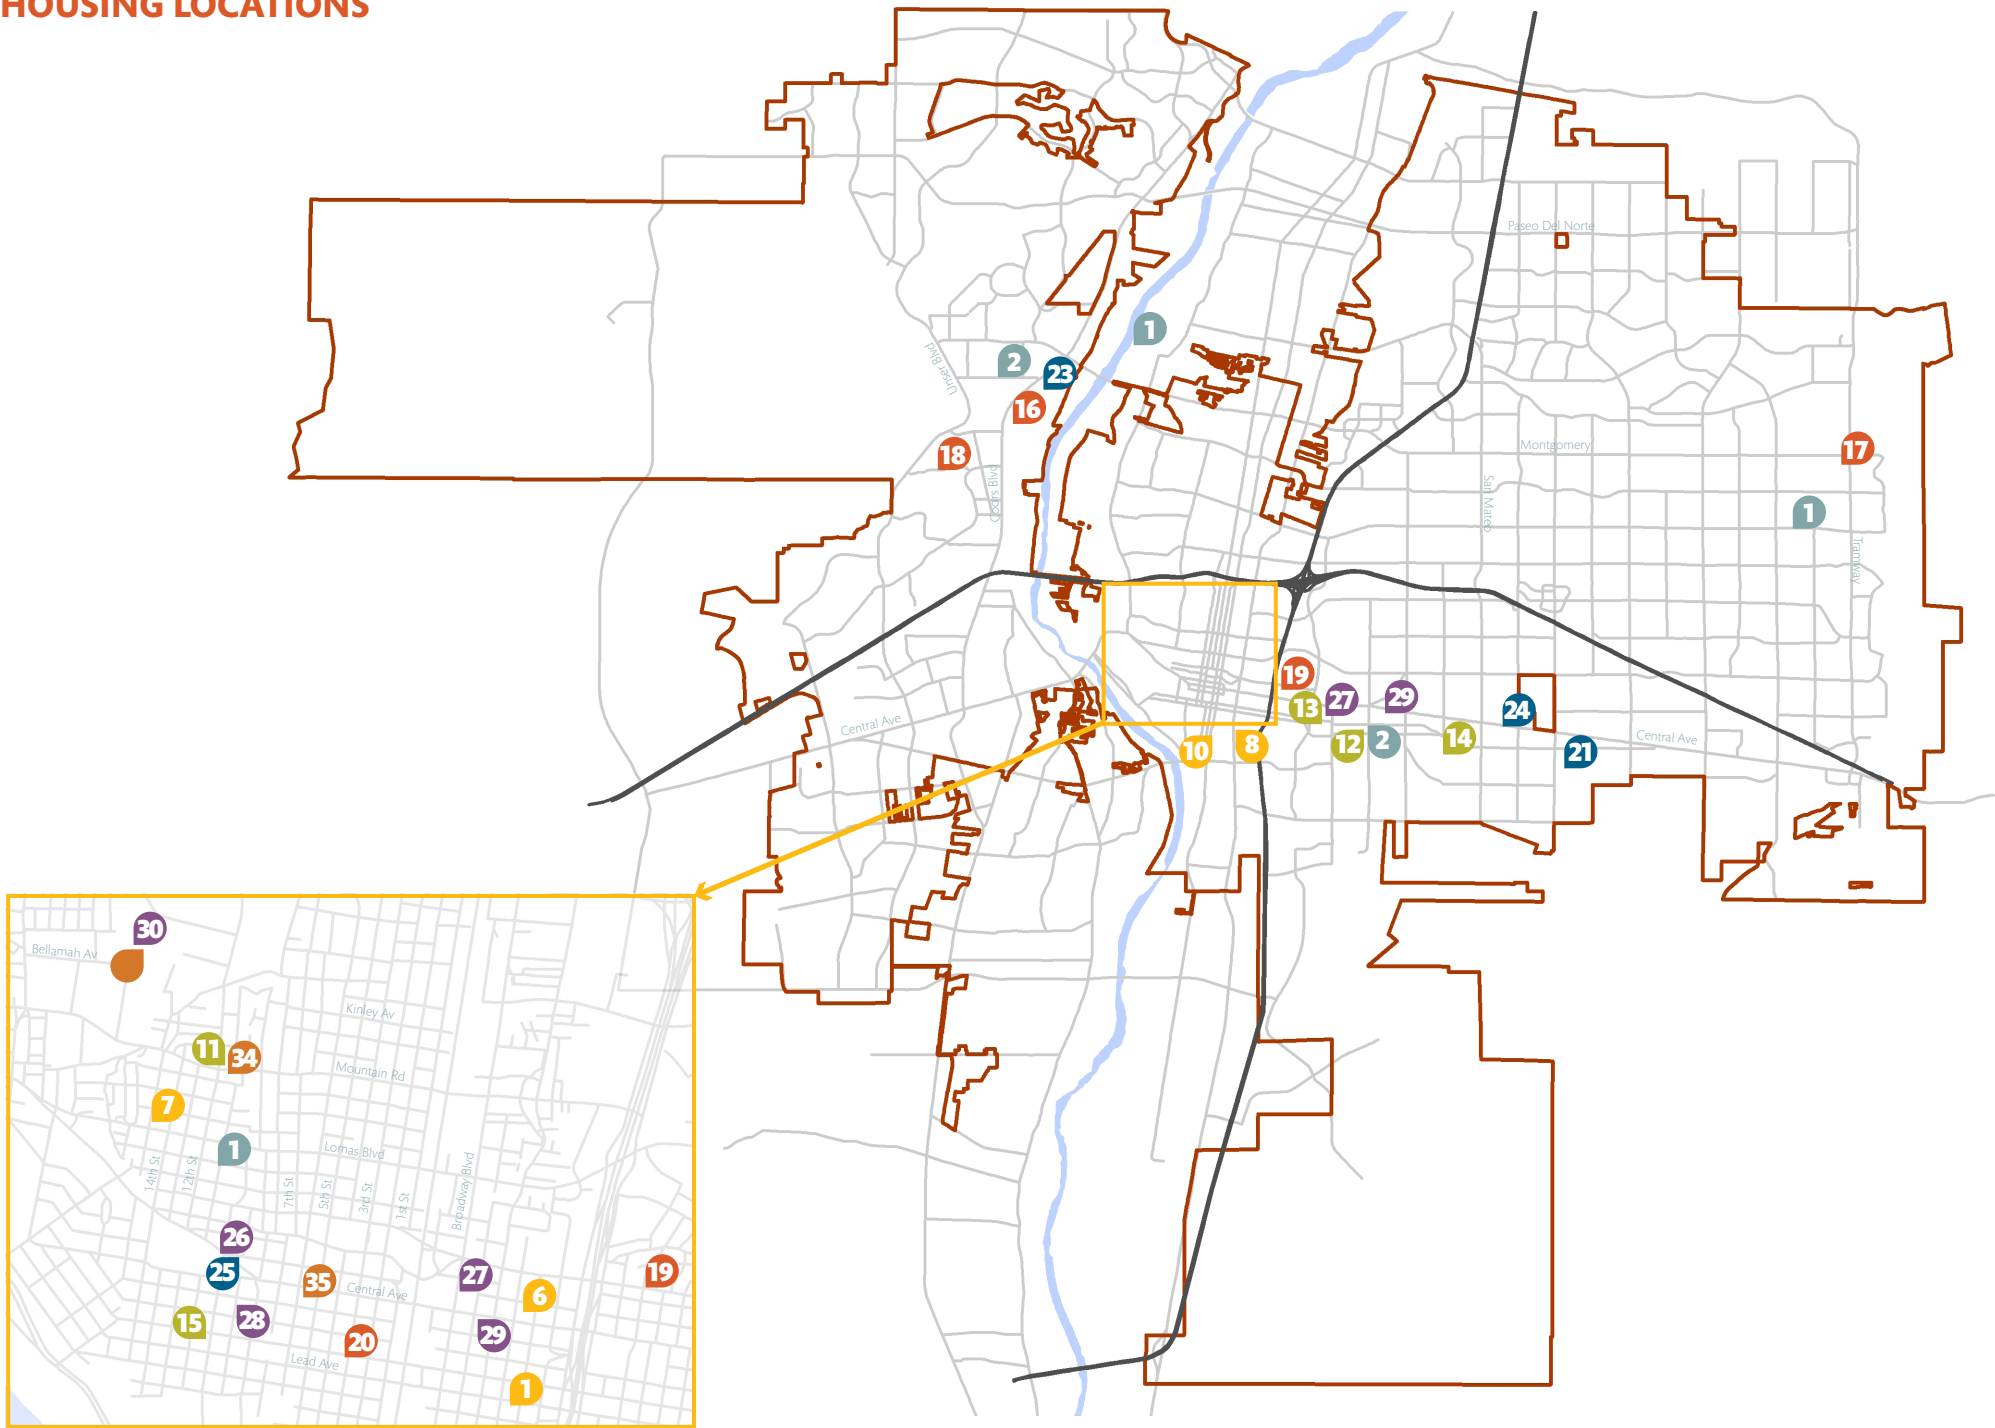 HOUSING LOCATIONS
Paseo Del Norte
1
2
23
Unser Blvd
16
18
Coors Blvd
Montgomery
17
San Mateo
1
Tramway
19
13
27
29
24
Central Ave
10
8
12
2
14
21
Central Ave
30
Bellamah Av
Kinley Av
11
34
Mountain Rd
7
1
Lomas Blvd
14th St
12th St
7th St
5th St
3rd St
1st St
Broadway Blvd
26
25
35
Central Ave
27
6
19
15
28
20
29
Lead Ave
1